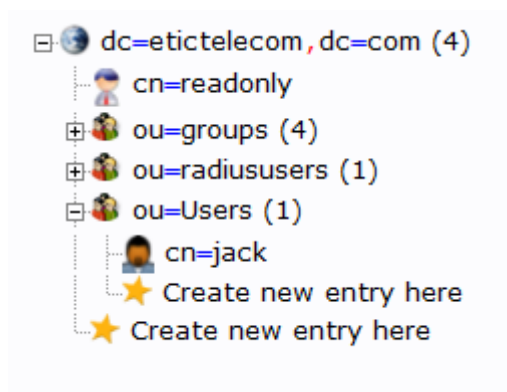 dc=etictelecom,dc=com (4)
cn=readonly
ou=groups (4)
ou=radiususers (1)
ou=Users (1)
cn=jack
Create new entry here
Create new entry here